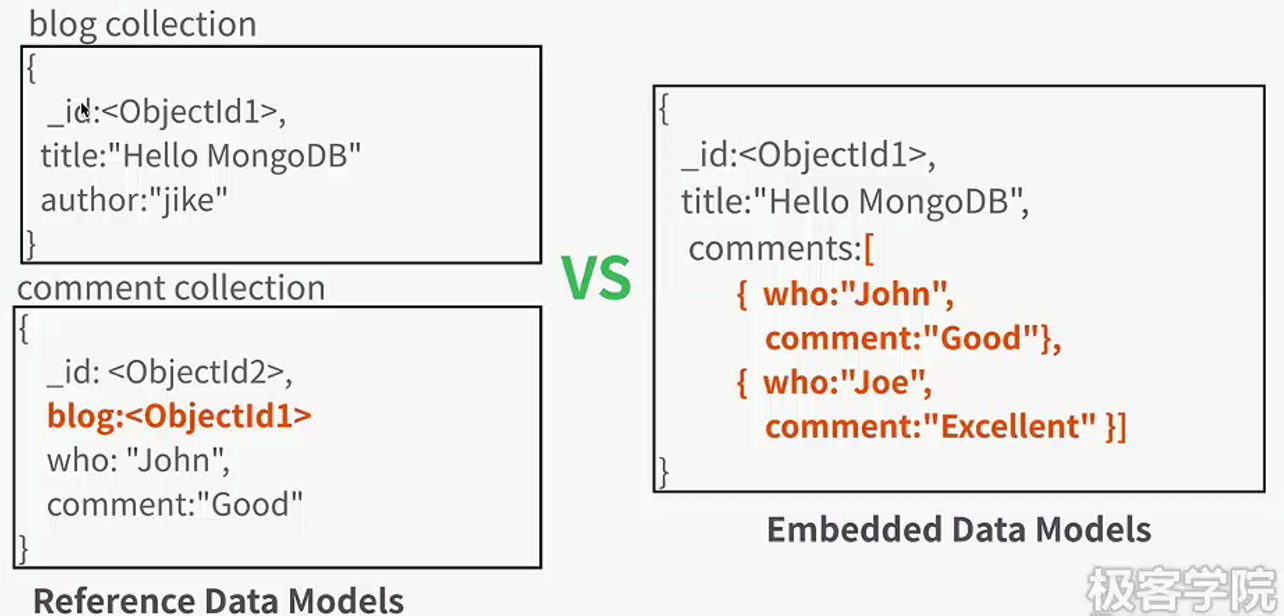 blog collection
{
_id:<ObjectId1>,
title:"Hello MongoDB"
author:"jike"
}
comment collection
{
_id: <ObjectId2>,
blog:<ObjectId1>
who: "John",
comment:"Good"
}
Reference Data Models
VS
{
_id:<ObjectId1>,
title:"Hello MongoDB",
comments:[
{ who:"John",
comment:"Good"},
{ who:"Joe",
comment:"Excellent" }]
}
Embedded Data Models
极客学院